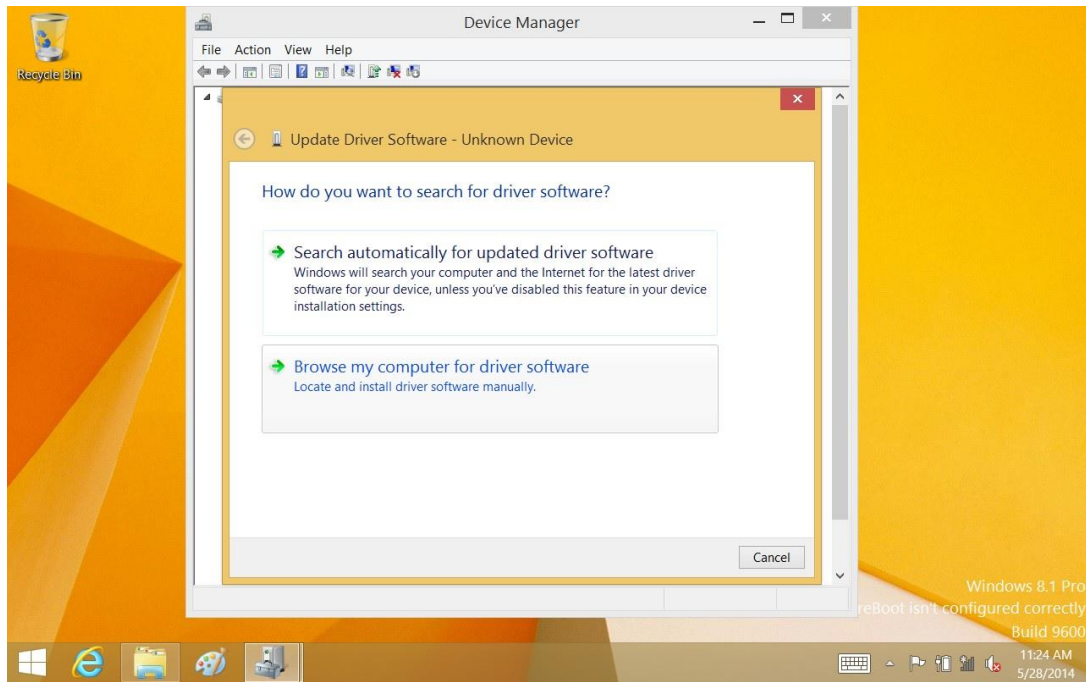 Recycle Bin
Device Manager
File Action View Help
Update Driver Software - Unknown Device
How do you want to search for driver software?
Search automatically for updated driver software
Windows will search your computer and the Internet for the latest driver
software for your device, unless you've disabled this feature in your device
installation settings.
Browse my computer for driver software
Locate and install driver software manually.
Cancel
Windows 8.1 Pro
isn't configured correctly
Build 9600
11:24 AM
5/28/2014